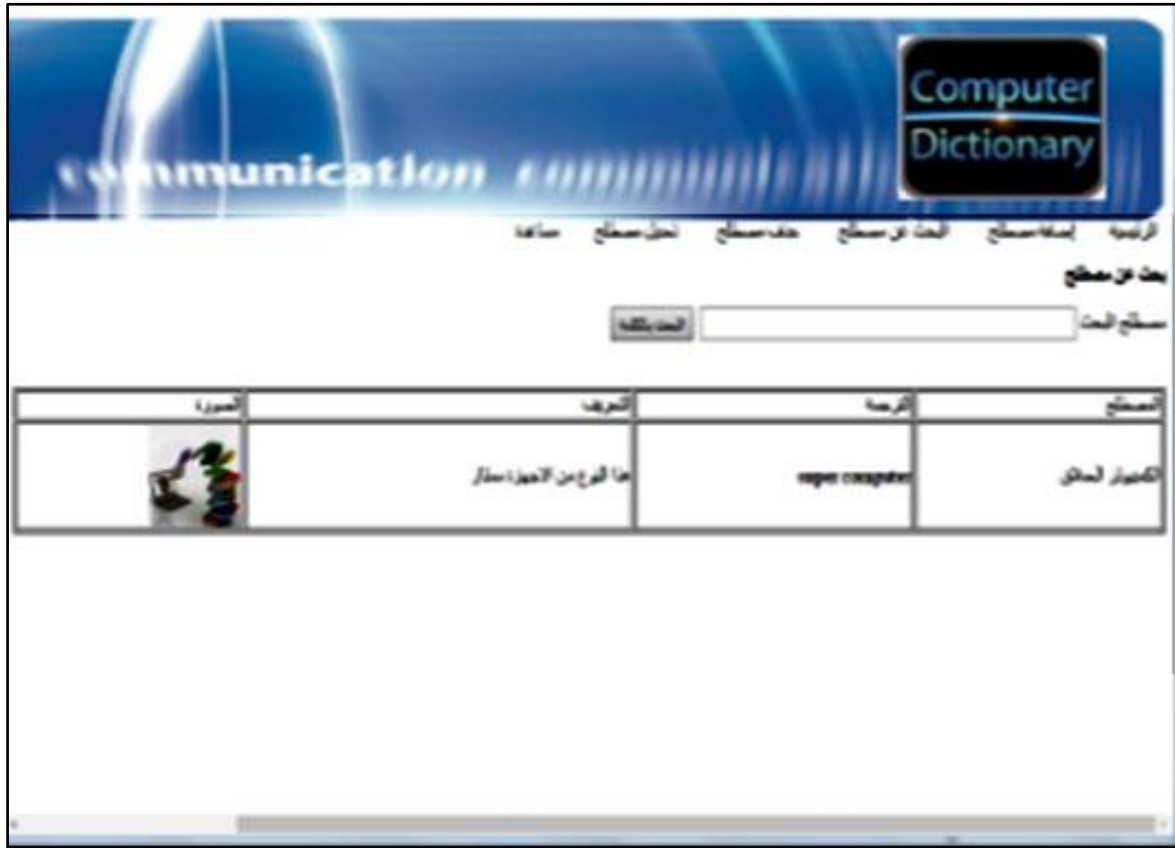 Computer
Dictionary
communication
الرئيسية إضافة مصطلح البحث عن مصطلح حذف مصطلح تعديل مصطلح مساعدة
بحث عن مصطلح
مصطلح البحث البحث بالكلمة
المصطلح الترجمة التعريف الصورة
الكمبيوتر super computer هذا النوع من الاجهزة ممتاز